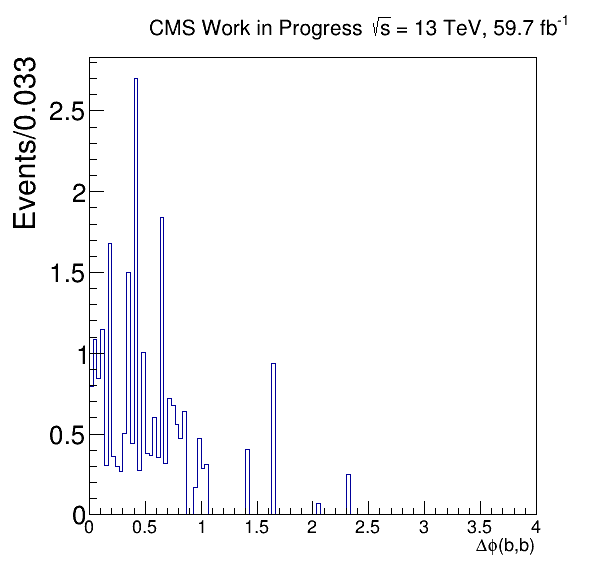 CMS Work in Progress √s = 13 TeV, 59.7 fb⁻¹
Events/0.033
2.5
2
1.5
1
0.5
0
0 0.5 1 1.5 2 2.5 3 3.5 4
Δϕ(b,b)